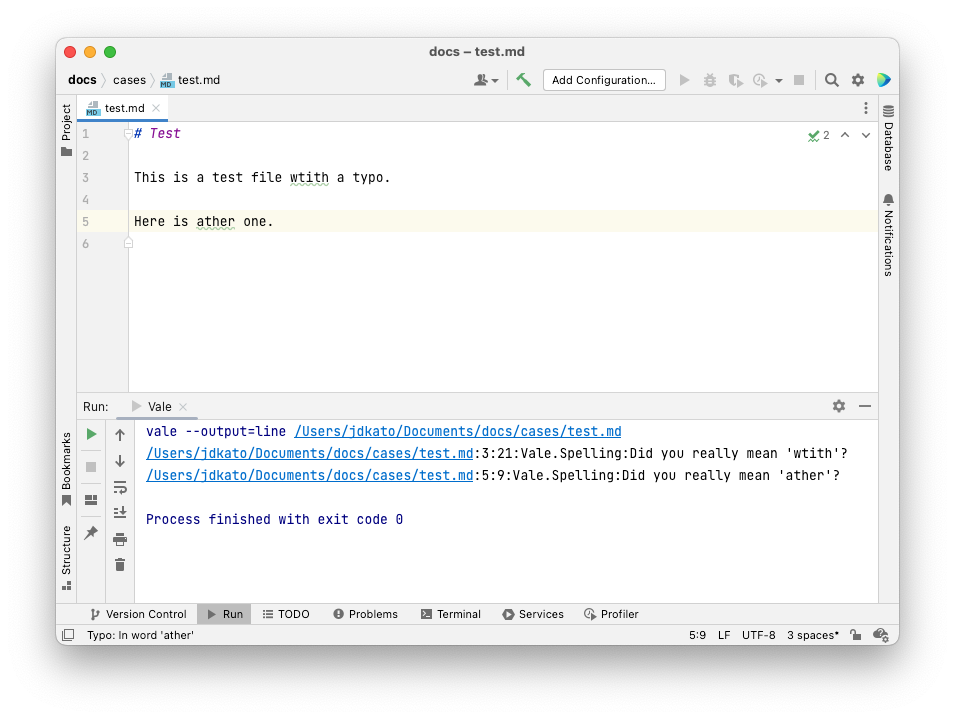 docs – test.md
docs cases test.md
Add Configuration...
Project
MD test.md
1 # Test
2
2
3 This is a test file wtith a typo.
4
5 Here is ather one.
6
Database
Notifications
Run: Vale
vale --output=line /Users/jdkato/Documents/docs/cases/test.md
/Users/jdkato/Documents/docs/cases/test.md:3:21:Vale.Spelling:Did you really mean 'wtith'?
/Users/jdkato/Documents/docs/cases/test.md:5:9:Vale.Spelling:Did you really mean 'ather'?
Process finished with exit code 0
Bookmarks
Structure
Version Control Run TODO Problems Terminal Services Profiler
Typo: In word 'ather' 5:9 LF UTF-8 3 spaces*